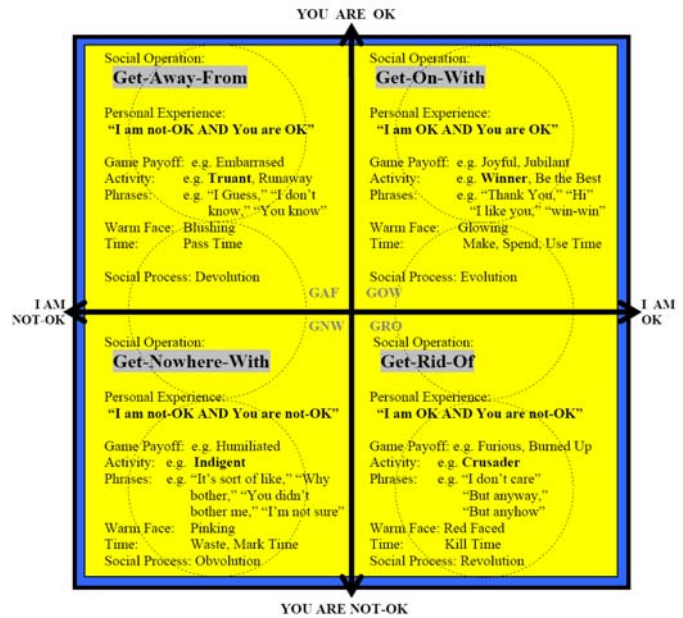 YOU ARE OK
Social Operation:
Get-Away-From
Personal Experience:
“I am not-OK AND You are OK”
Game Payoff: e.g. Embarrased
Activity: e.g. Truant, Runaway
Phrases: e.g. “I Guess,” “I don’t
know,” “You know”
Warm Face: Blushing
Time: Pass Time
Social Process: Devolution
GAF
Social Operation:
Get-On-With
Personal Experience:
“I am OK AND You are OK”
Game Payoff: e.g. Joyful, Jubilant
Activity: e.g. Winner, Be the Best
Phrases: e.g. “Thank You,” “Hi”
“I like you,” “win-win”
Warm Face: Glowing
Time: Make, Spend, Use Time
Social Process: Evolution
GOW
I AM
NOT-OK
I AM
OK
GNW
Social Operation:
Get-Nowhere-With
Personal Experience:
“I am not-OK AND You are not-OK”
Game Payoff: e.g. Humiliated
Activity: e.g. Indigent
Phrases: e.g. “It’s sort of like,” “Why
bother,” “You didn’t
bother me,” “I’m not sure”
Warm Face: Pinking
Time: Waste, Mark Time
Social Process: Obvolution
GRO
Social Operation:
Get-Rid-Of
Personal Experience:
“I am OK AND You are not-OK”
Game Payoff: e.g. Furious, Burned Up
Activity: e.g. Crusader
Phrases: e.g. “I don’t care”
“But anyway,”
“But anyhow”
Warm Face: Red Faced
Time: Kill Time
Social Process: Revolution
YOU ARE NOT-OK